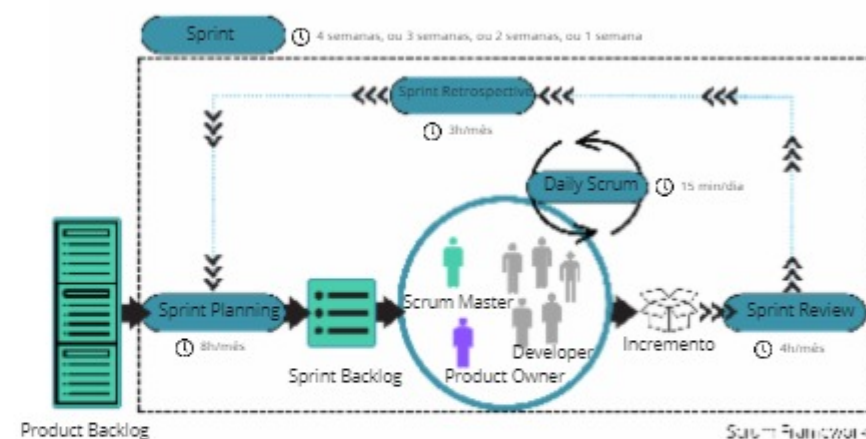 Sprint
4 semanas, ou 3 semanas, ou 2 semanas, ou 1 semana
Sprint Retrospective
3h/mês
Daily Scrum
15 min/dia
Sprint Planning
8h/mês
Sprint Backlog
Scrum Master
Developer
Product Owner
Incremento
Sprint Review
4h/mês
Product Backlog
Scrum Framework